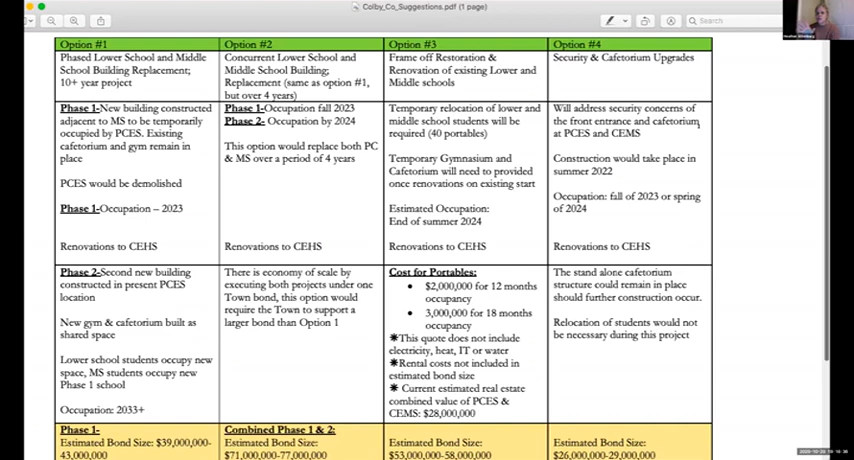 Colby_Co_Suggestions.pdf (1 page)
Search
Option #1
Phased Lower School and Middle
School Building Replacement;
10+ year project
Phase 1-New building constructed
adjacent to MS to be temporarily
occupied by PCES. Existing
cafetorium and gym remain in
place
PCES would be demolished
Phase 1-Occupation – 2023
Renovations to CEHS
Phase 2-Second new building
constructed in present PCES
location
New gym & cafetorium built as
shared space
Lower school students occupy new
space, MS students occupy new
Phase 1 school
Occupation: 2033+
Phase 1-
Estimated Bond Size: $39,000,000-
43,000,000
Option #2
Concurrent Lower School and
Middle School Building;
Replacement (same as option #1,
but over 4 years)
Phase 1-Occupation fall 2023
Phase 2- Occupation by 2024
This option would replace both PC
& MS over a period of 4 years
Renovations to CEHS
There is economy of scale by
executing both projects under one
Town bond, this option would
require the Town to support a
larger bond than Option 1
Combined Phase 1 & 2:
Estimated Bond Size:
$71,000,000-77,000,000
Option #3
Frame off Restoration &
Renovation of existing Lower and
Middle schools
Temporary relocation of lower and
middle school students will be
required (40 portables)
Temporary Gymnasium and
Cafetorium will need to provided
once renovations on existing start
Estimated Occupation:
End of summer 2024
Renovations to CEHS
Cost for Portables:
• $2,000,000 for 12 months
occupancy
• 3,000,000 for 18 months
occupancy
✱This quote does not include
electricity, heat, IT or water
✱Rental costs not included in
estimated bond size
✱ Current estimated real estate
combined value of PCES &
CEMS: $28,000,000
Estimated Bond Size:
$53,000,000-58,000,000
Option #4
Security & Cafetorium Upgrades
Will address security concerns of
the front entrance and cafetorium
at PCES and CEMS
Construction would take place in
summer 2022
Occupation: fall of 2023 or spring
of 2024
Renovations to CEHS
The stand alone cafetorium
structure could remain in place
should further construction occur.
Relocation of students would not
be necessary during this project
Estimated Bond Size:
$26,000,000-29,000,000